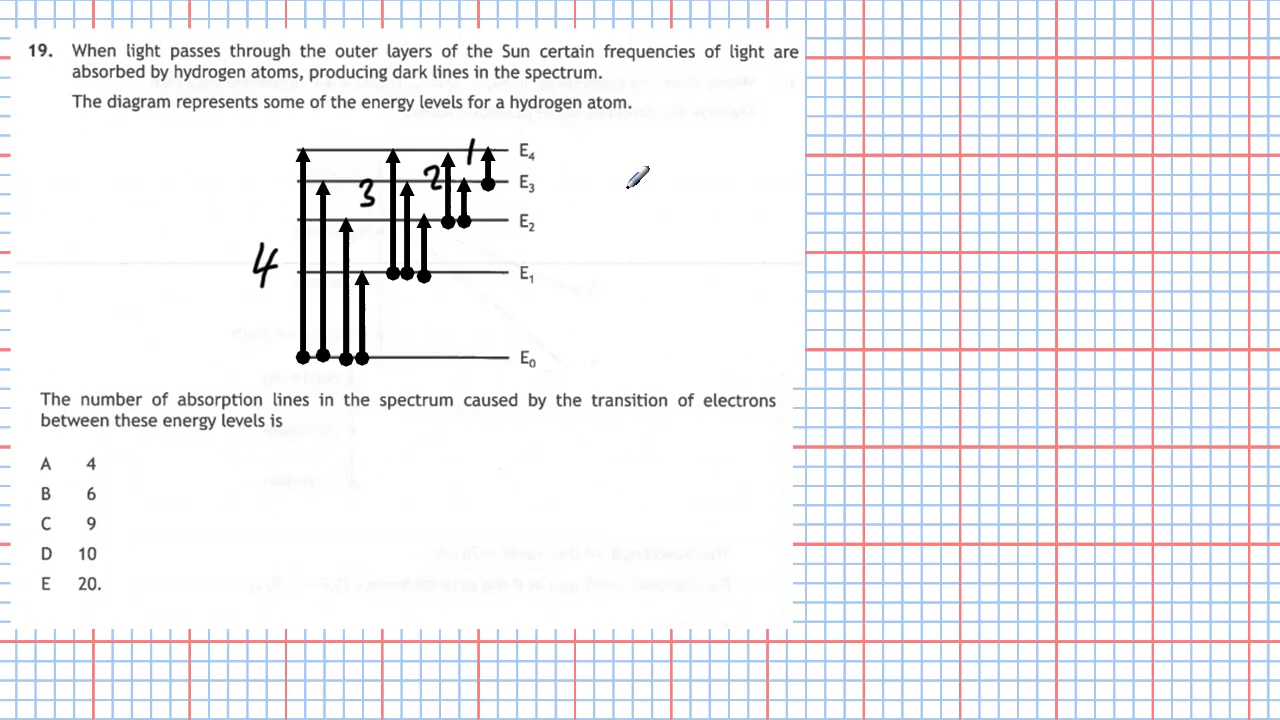 19. When light passes through the outer layers of the Sun certain frequencies of light are
absorbed by hydrogen atoms, producing dark lines in the spectrum.
The diagram represents some of the energy levels for a hydrogen atom.
1 E₄
2 E₃
3
E₂
4 E₁
E₀
The number of absorption lines in the spectrum caused by the transition of electrons
between these energy levels is
A 4
B 6
C 9
D 10
E 20.